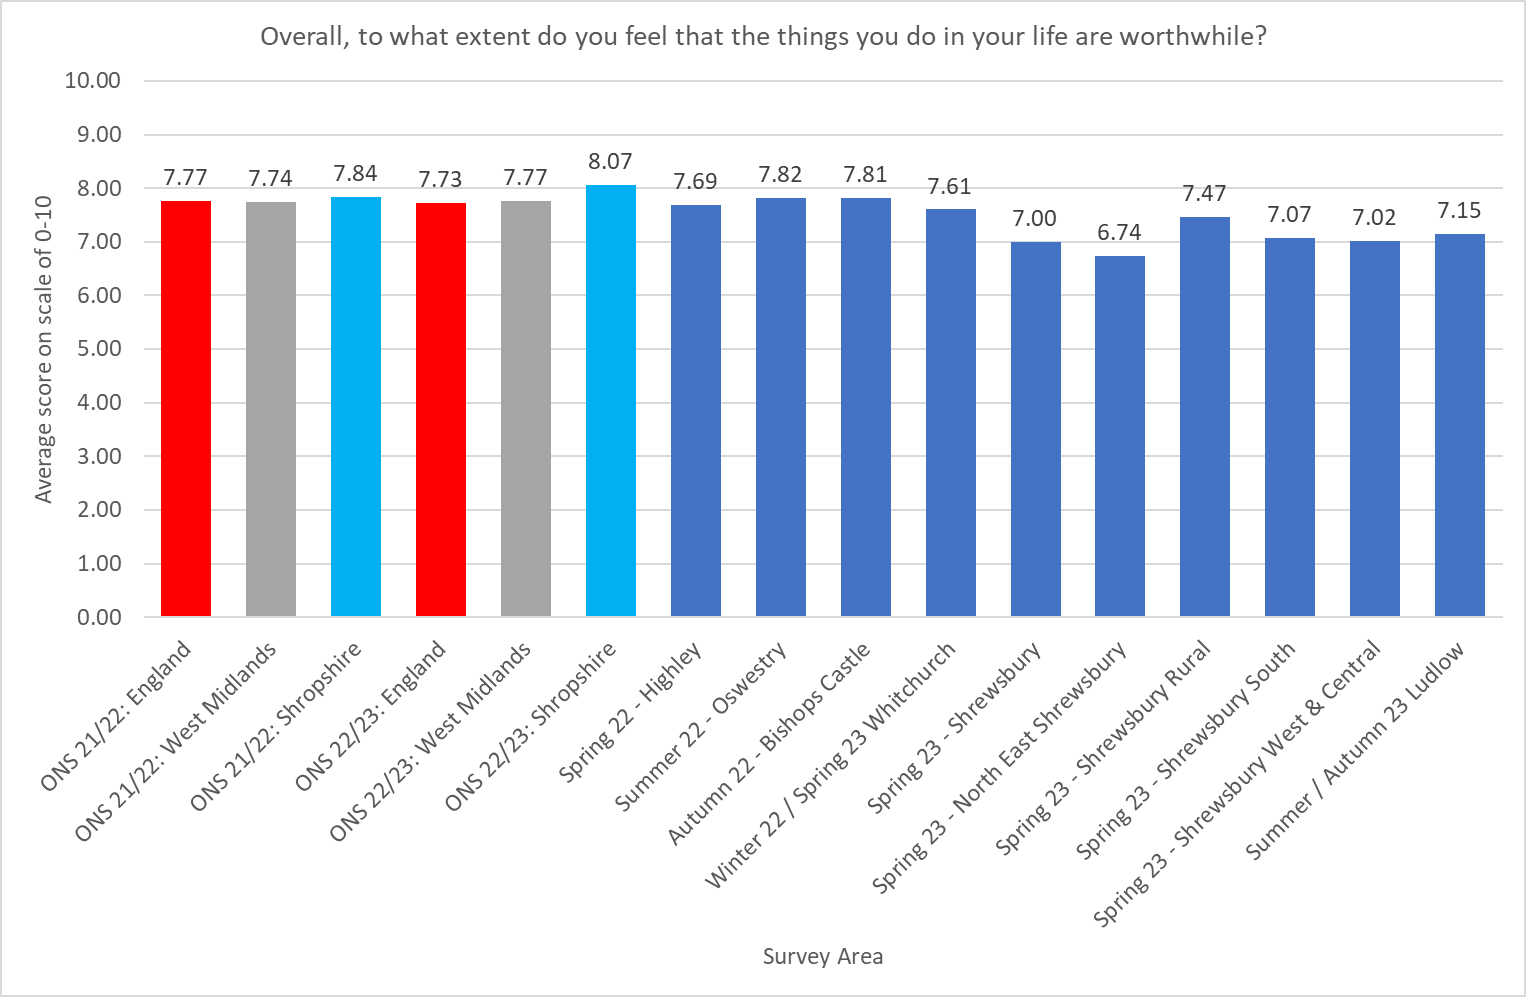 Overall, to what extent do you feel that the things you do in your life are worthwhile?
Average score on scale of 0-10
10.00
9.00
8.00
7.00
6.00
5.00
4.00
3.00
2.00
1.00
0.00
7.77
7.74
7.84
7.73
7.77
8.07
7.69
7.82
7.81
7.61
7.00
6.74
7.47
7.07
7.02
7.15
ONS 21/22: England
ONS 21/22: West Midlands
ONS 21/22: Shropshire
ONS 22/23: England
ONS 22/23: West Midlands
ONS 22/23: Shropshire
Spring 22 - Highley
Summer 22 - Oswestry
Autumn 22 - Bishops Castle
Winter 22 / Spring 23 Whitchurch
Spring 23 - Shrewsbury
Spring 23 - North East Shrewsbury
Spring 23 - Shrewsbury Rural
Spring 23 - Shrewsbury South
Spring 23 - Shrewsbury West & Central
Summer / Autumn 23 Ludlow
Survey Area